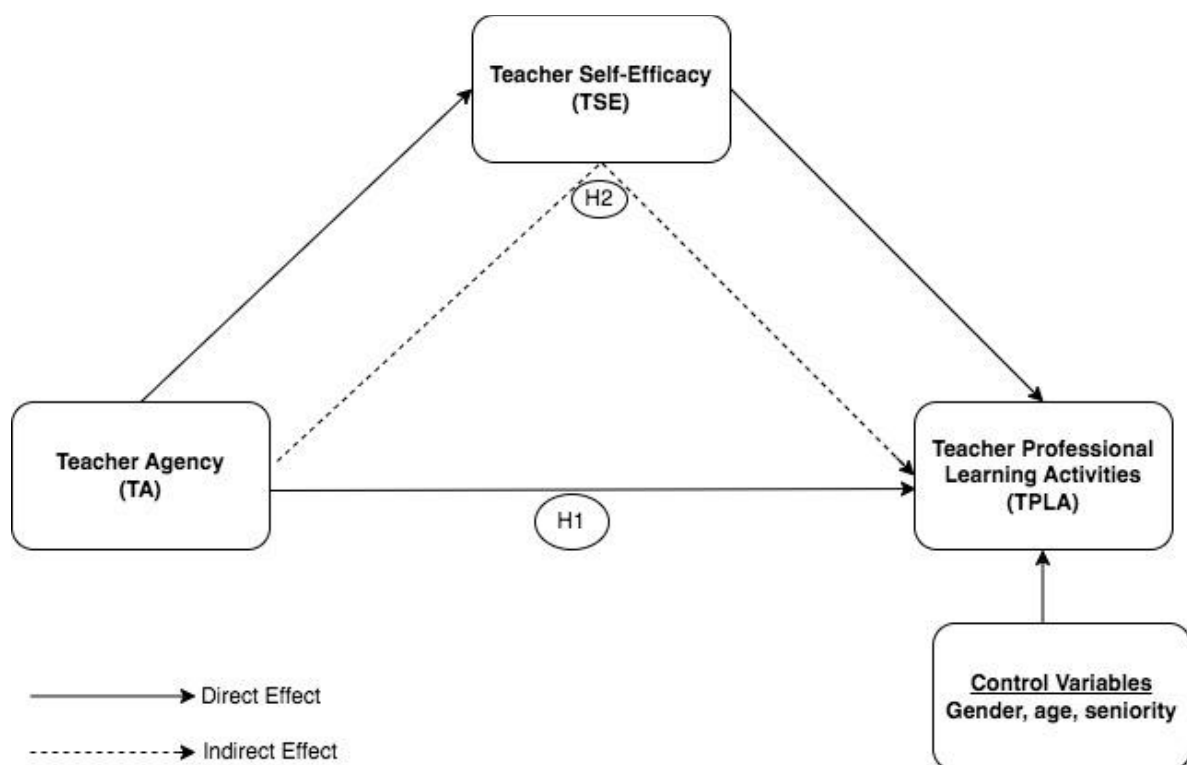 Teacher Self-Efficacy
(TSE)
H2
Teacher Agency
(TA)
H1
Teacher Professional
Learning Activities
(TPLA)
Control Variables
Gender, age, seniority
Direct Effect
Indirect Effect